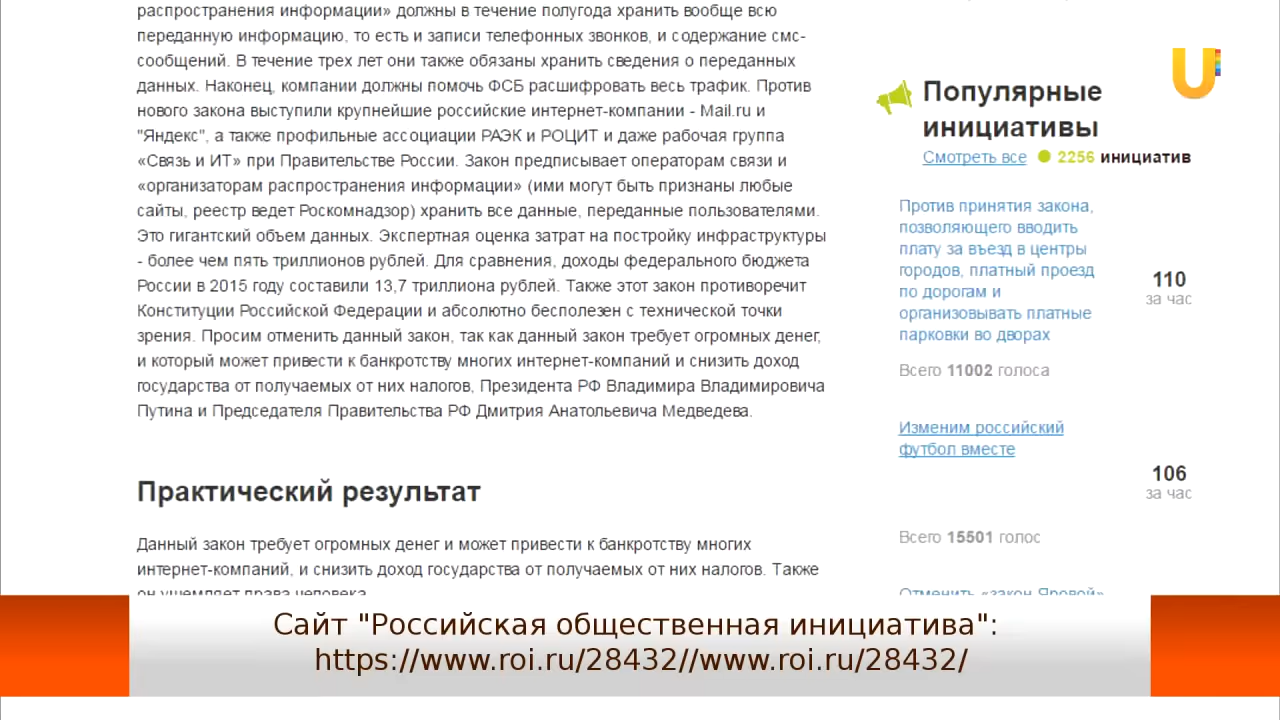 распространения информации» должны в течение полугода хранить вообще всю
переданную информацию, то есть и записи телефонных звонков, и содержание смс-
сообщений. В течение трех лет они также обязаны хранить сведения о переданных
данных. Наконец, компании должны помочь ФСБ расшифровать весь трафик. Против
нового закона выступили крупнейшие российские интернет-компании - Mail.ru и
"Яндекс", а также профильные ассоциации РАЭК и РОЦИТ и даже рабочая группа
«Связь и ИТ» при Правительстве России. Закон предписывает операторам связи и
«организаторам распространения информации» (ими могут быть признаны любые
сайты, реестр ведет Роскомнадзор) хранить все данные, переданные пользователями.
Это гигантский объем данных. Экспертная оценка затрат на постройку инфраструктуры
- более чем пять триллионов рублей. Для сравнения, доходы федерального бюджета
России в 2015 году составили 13,7 триллиона рублей. Также этот закон противоречит
Конституции Российской Федерации и абсолютно бесполезен с технической точки
зрения. Просим отменить данный закон, так как данный закон требует огромных денег,
и который может привести к банкротству многих интернет-компаний и снизить доход
государства от получаемых от них налогов, Президента РФ Владимира Владимировича
Путина и Председателя Правительства РФ Дмитрия Анатольевича Медведева.
Практический результат
Данный закон требует огромных денег и может привести к банкротству многих
интернет-компаний, и снизить доход государства от получаемых от них налогов. Также
он ущемляет права человека.
U
Популярные
инициативы
Смотреть все 2256 инициатив
Против принятия закона,
позволяющего вводить
плату за въезд в центры
городов, платный проезд
по дорогам и
организовывать платные
парковки во дворах
110
за час
Всего 11002 голоса
Изменим российский
футбол вместе
106
за час
Всего 15501 голос
Отменить «закон Яровой»
Сайт "Российская общественная инициатива":
https://www.roi.ru/28432//www.roi.ru/28432/